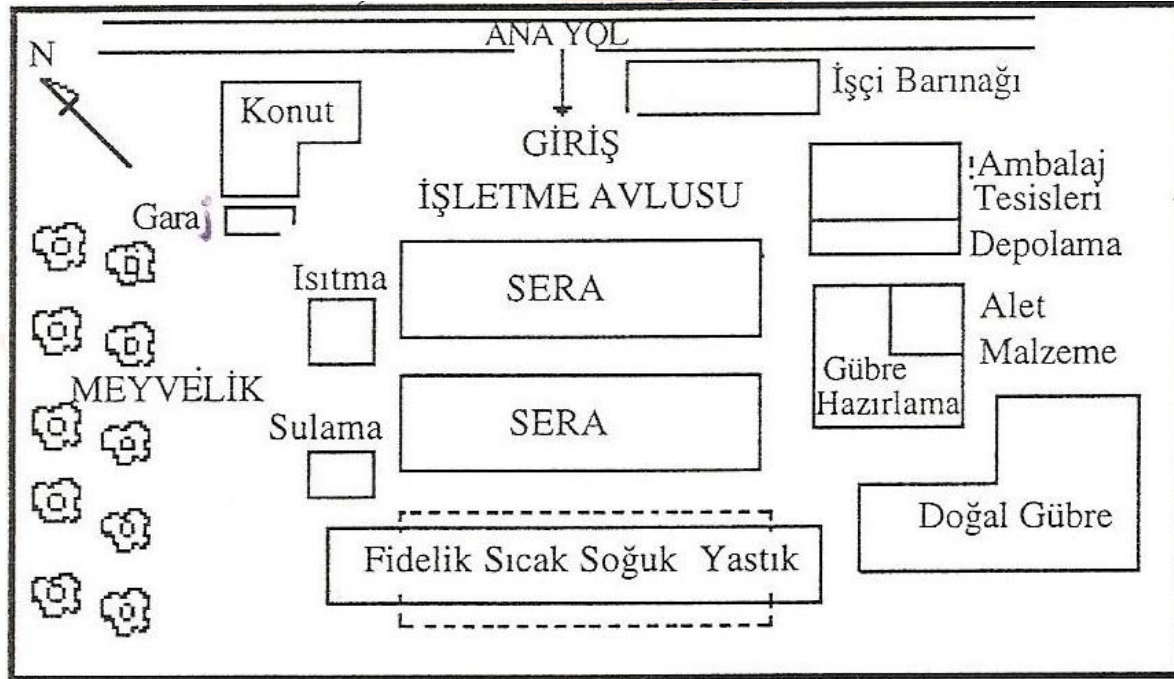 ANA YOL
N
İşçi Barınağı
Konut
GİRİŞ
Ambalaj
Tesisleri
İŞLETME AVLUSU
Garaj
Depolama
Isıtma
SERA
Alet
Malzeme
Gübre
Hazırlama
MEYVELİK
Sulama
SERA
Doğal Gübre
Fidelik Sıcak Soğuk Yastık